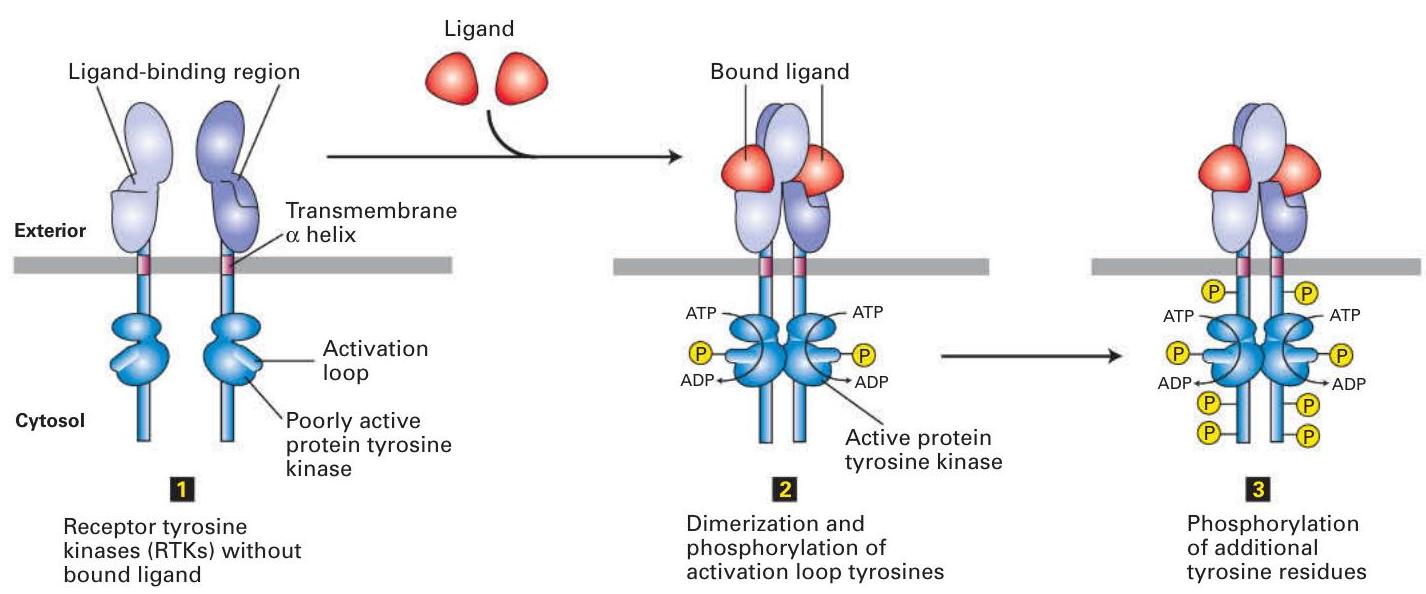 Ligand
Ligand-binding region
Bound ligand
Transmembrane
α helix
Exterior
ATP
ATP
P
P
ADP
ADP
P
P
ATP
ATP
P
P
ADP
ADP
P
P
P
P
Activation
loop
Cytosol
Poorly active
protein tyrosine
kinase
Active protein
tyrosine kinase
1
Receptor tyrosine
kinases (RTKs) without
bound ligand
2
Dimerization and
phosphorylation of
activation loop tyrosines
3
Phosphorylation
of additional
tyrosine residues